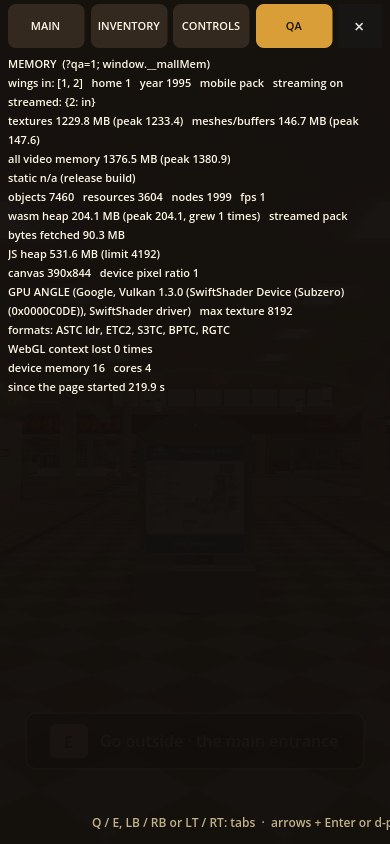 MAIN INVENTORY CONTROLS QA ×
MEMORY (?qa=1; window.__mallMem)
wings in: [1, 2] home 1 year 1995 mobile pack streaming on
streamed: {2: in}
textures 1229.8 MB (peak 1233.4) meshes/buffers 146.7 MB (peak
147.6)
all video memory 1376.5 MB (peak 1380.9)
static n/a (release build)
objects 7460 resources 3604 nodes 1999 fps 1
wasm heap 204.1 MB (peak 204.1, grew 1 times) streamed pack
bytes fetched 90.3 MB
JS heap 531.6 MB (limit 4192)
canvas 390x844 device pixel ratio 1
GPU ANGLE (Google, Vulkan 1.3.0 (SwiftShader Device (Subzero)
(0x0000C0DE)), SwiftShader driver) max texture 8192
formats: ASTC ldr, ETC2, S3TC, BPTC, RGTC
WebGL context lost 0 times
device memory 16 cores 4
since the page started 219.9 s
E Go outside · the main entrance
Q / E, LB / RB or LT / RT: tabs · arrows + Enter or d-p